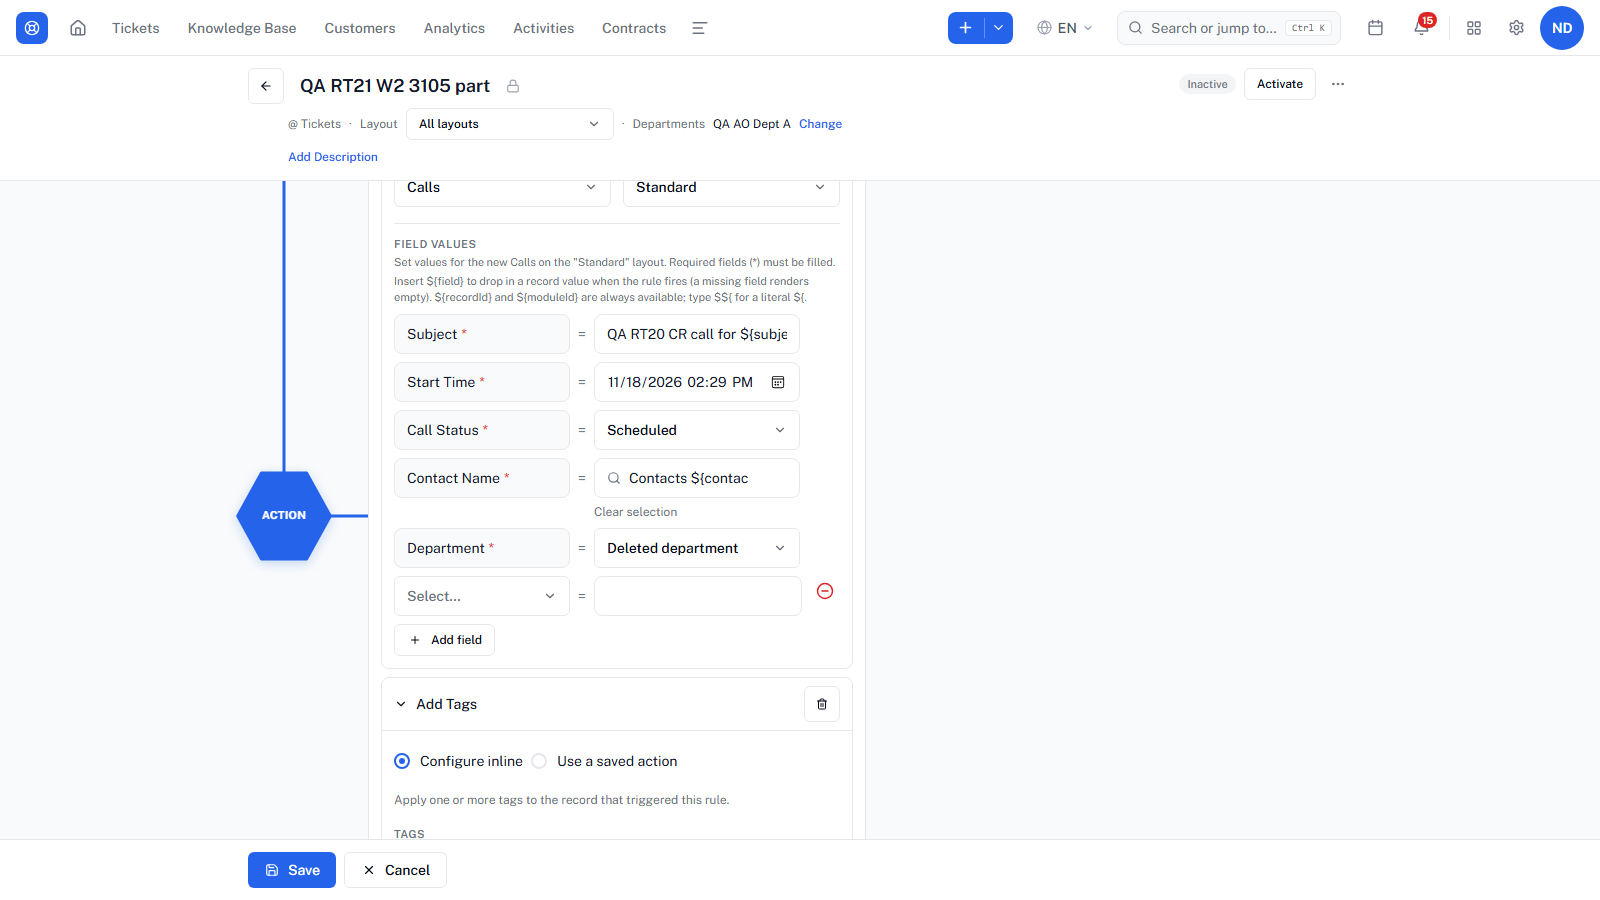 Tickets Knowledge Base Customers Analytics Activities Contracts EN Search or jump to... Ctrl K 15 ND
QA RT21 W2 3105 part Inactive Activate
@ Tickets · Layout All layouts · Departments QA AO Dept A Change
Add Description
Calls Standard
FIELD VALUES
Set values for the new Calls on the "Standard" layout. Required fields (*) must be filled.
Insert ${field} to drop in a record value when the rule fires (a missing field renders
empty). ${recordId} and ${moduleId} are always available; type $${ for a literal ${.
Subject * = QA RT20 CR call for ${subje
Start Time * = 11/18/2026 02:29 PM
Call Status * = Scheduled
Contact Name * = Contacts ${contac
Clear selection
ACTION
Department * = Deleted department
Select... =
Add field
Add Tags
Configure inline Use a saved action
Apply one or more tags to the record that triggered this rule.
TAGS
Save Cancel